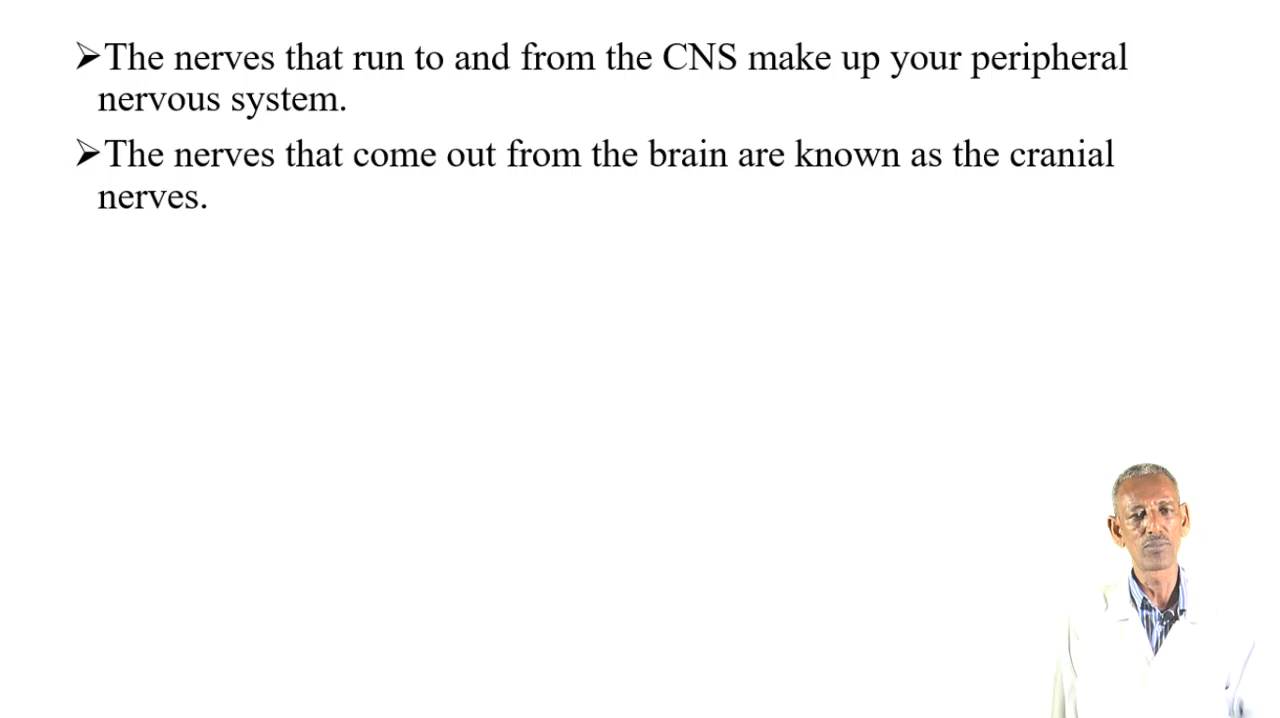 ➢The nerves that run to and from the CNS make up your peripheral
nervous system.
➢The nerves that come out from the brain are known as the cranial
nerves.